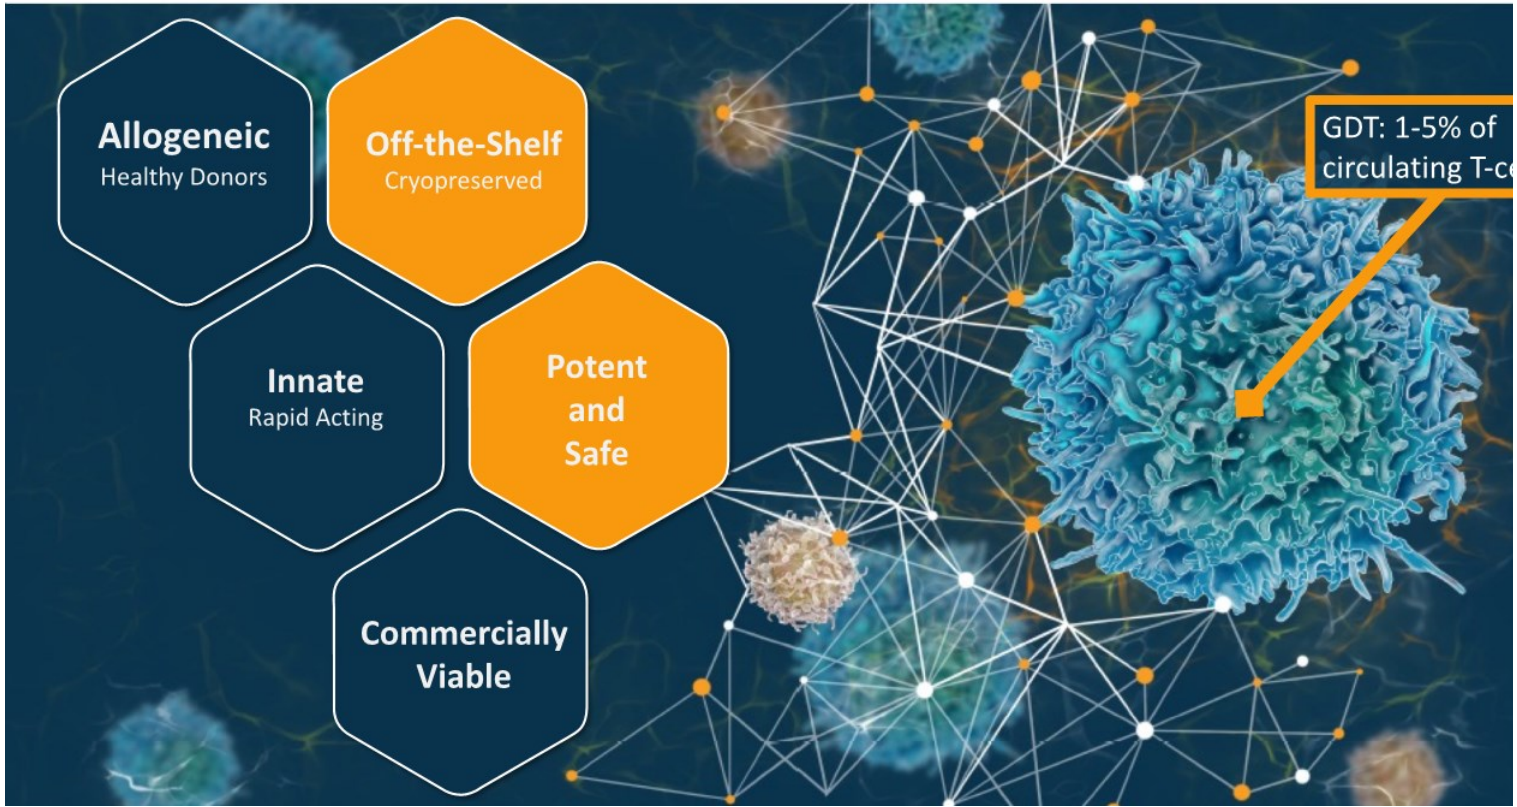 Allogeneic
Healthy Donors
Off-the-Shelf
Cryopreserved
Innate
Rapid Acting
Potent
and
Safe
Commercially
Viable
GDT: 1-5% of
circulating